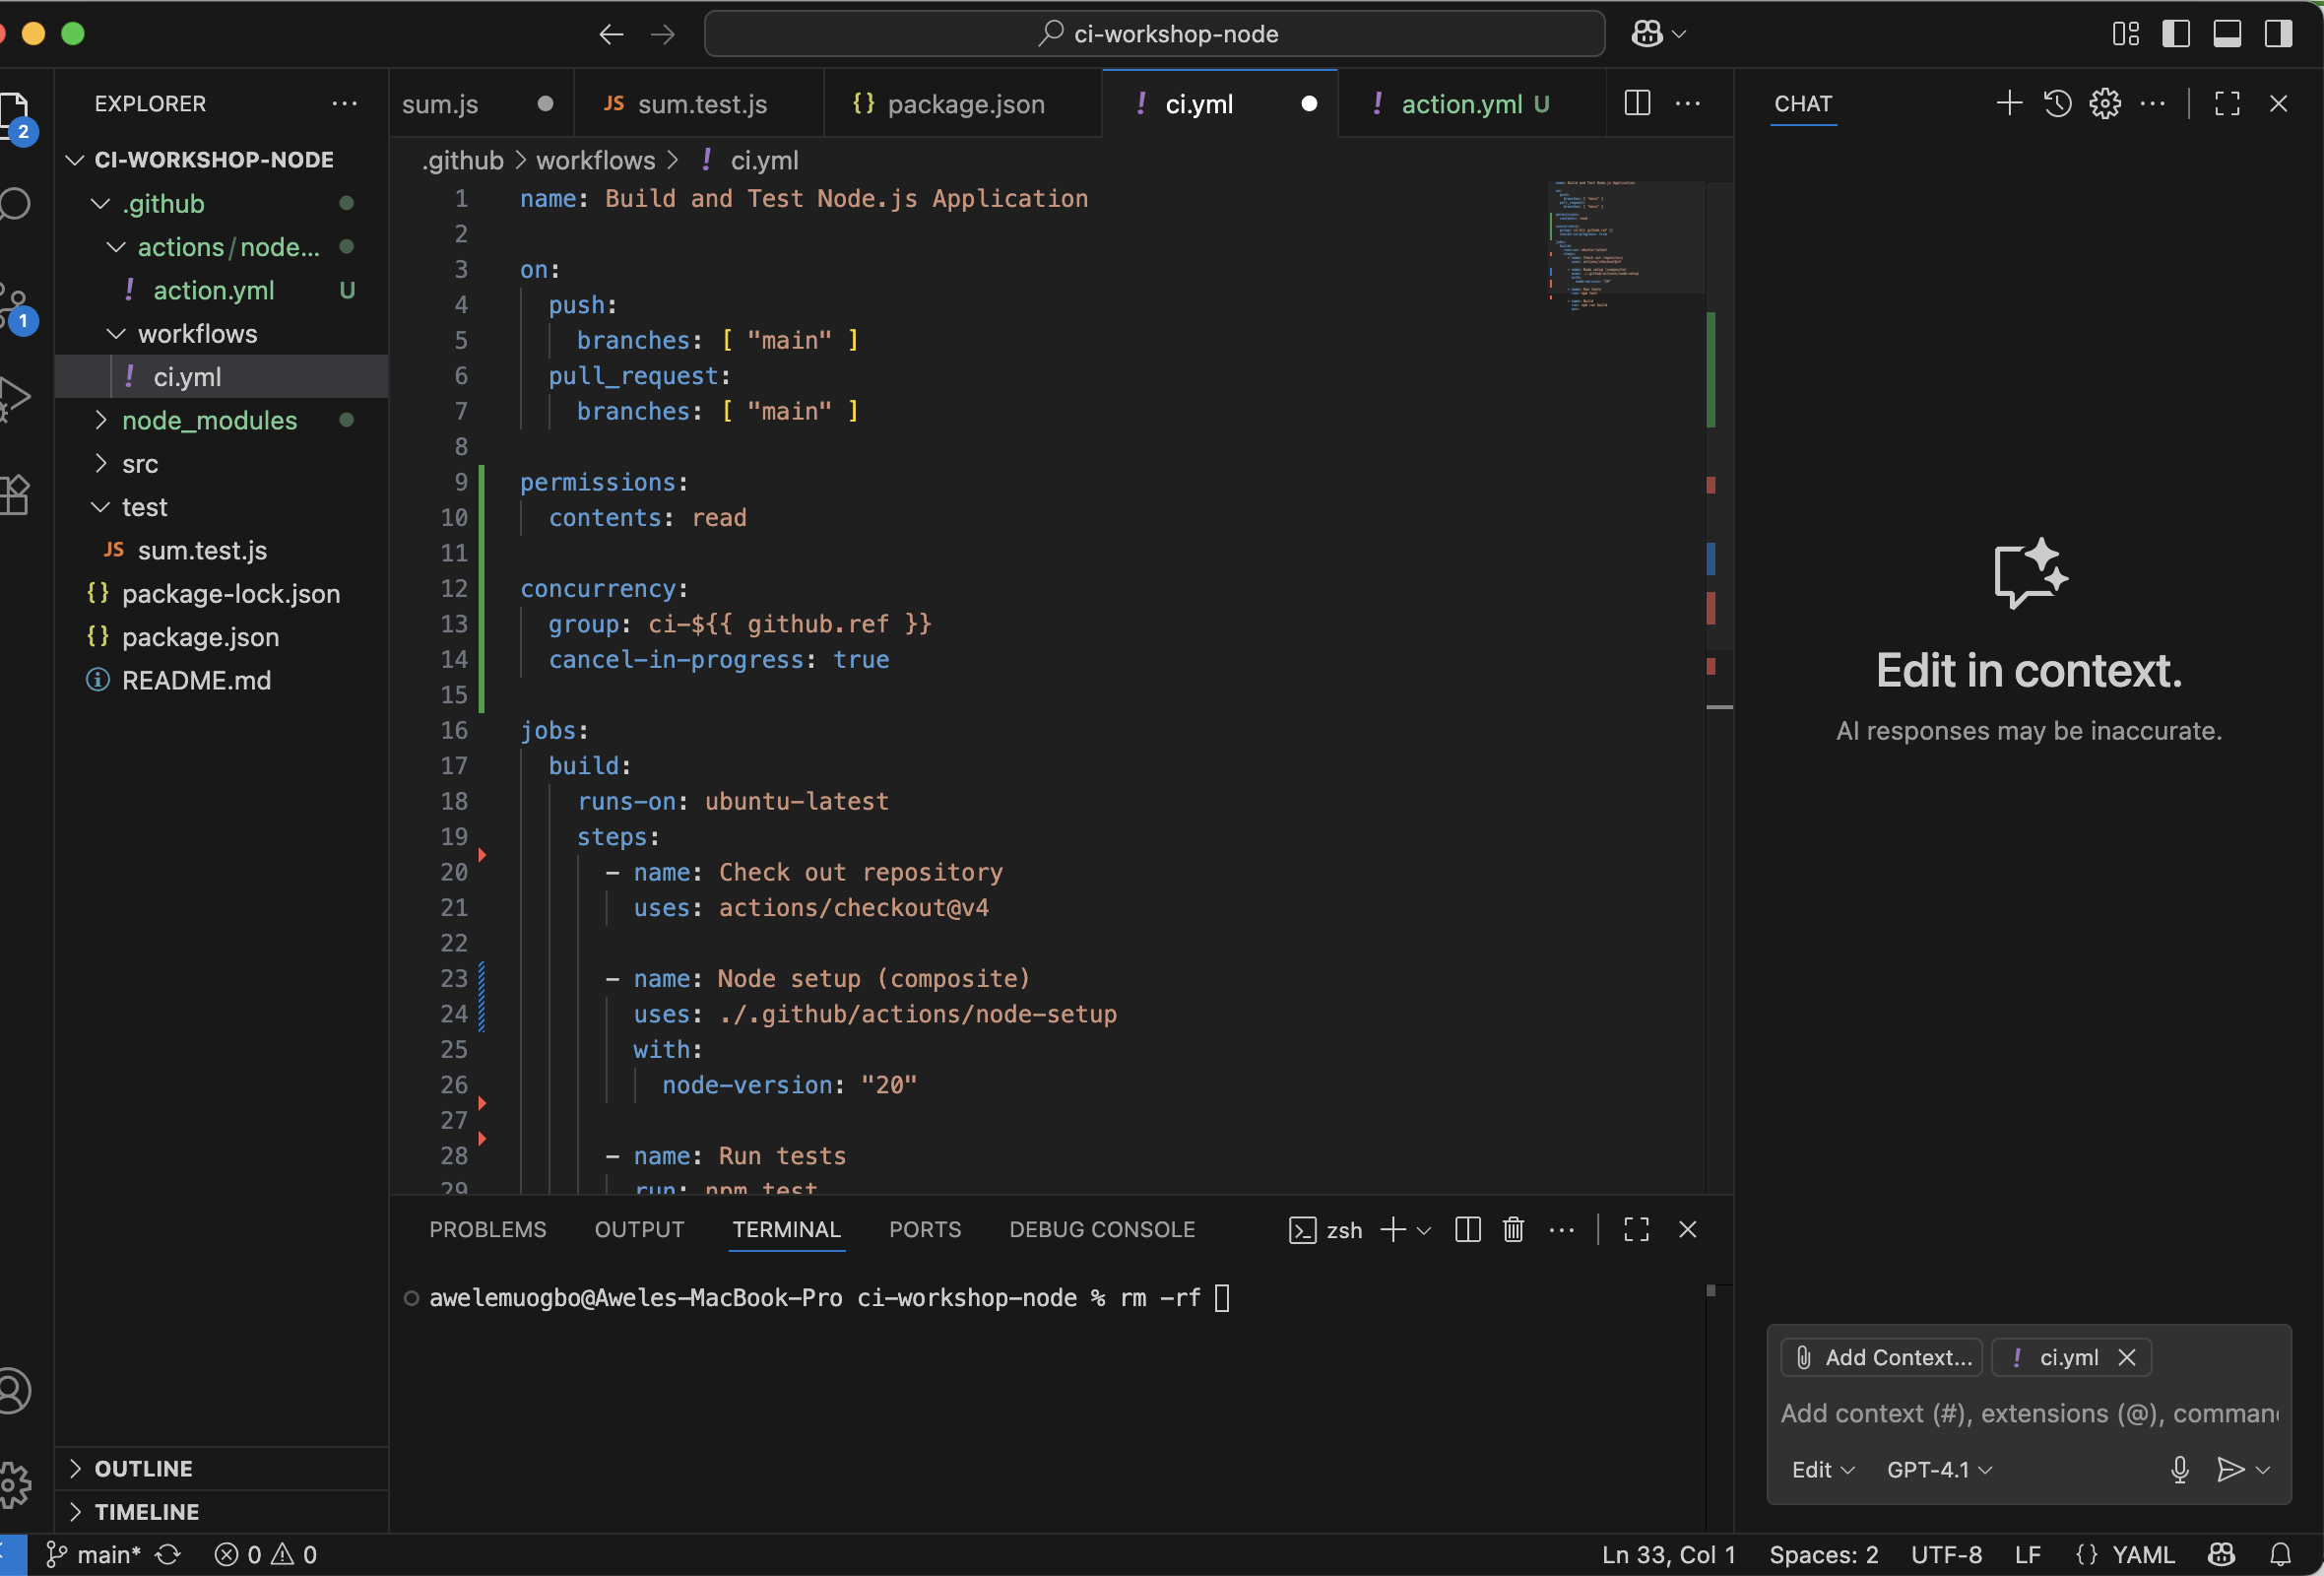 ci-workshop-node
EXPLORER
2
CI-WORKSHOP-NODE
.github
actions/node...
action.yml U
1
workflows
ci.yml
node_modules
src
test
JS sum.test.js
{} package-lock.json
{} package.json
README.md
OUTLINE
TIMELINE
sum.js
JS sum.test.js
{} package.json
! ci.yml
! action.yml U
.github > workflows > ! ci.yml
1 name: Build and Test Node.js Application
2
3 on:
4 push:
5 branches: [ "main" ]
6 pull_request:
7 branches: [ "main" ]
8
9 permissions:
10 contents: read
11
12 concurrency:
13 group: ci-${{ github.ref }}
14 cancel-in-progress: true
15
16 jobs:
17 build:
18 runs-on: ubuntu-latest
19 steps:
20 - name: Check out repository
21 uses: actions/checkout@v4
22
23 - name: Node setup (composite)
24 uses: ./.github/actions/node-setup
25 with:
26 node-version: "20"
27
28 - name: Run tests
29 run: npm test
PROBLEMS OUTPUT TERMINAL PORTS DEBUG CONSOLE zsh
awelemuogbo@Aweles-MacBook-Pro ci-workshop-node % rm -rf
CHAT
Edit in context.
AI responses may be inaccurate.
Add Context... ! ci.yml
Add context (#), extensions (@), comman
Edit GPT-4.1
main* 0 0 Ln 33, Col 1 Spaces: 2 UTF-8 LF {} YAML